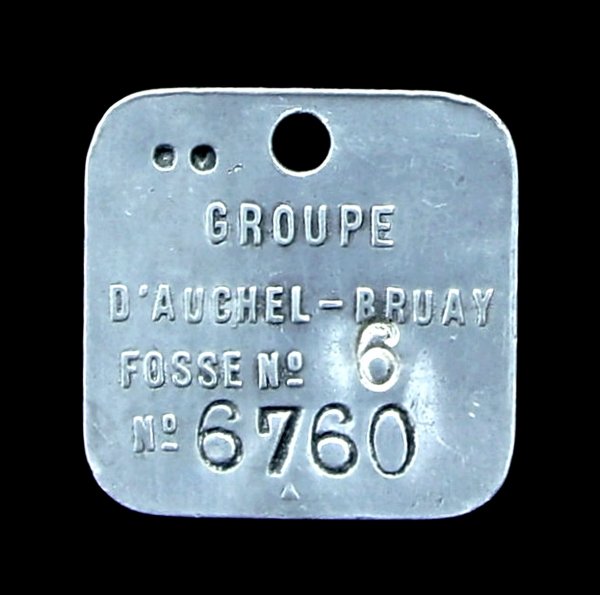 GROUPE
D'AUCHEL-BRUAY
FOSSE Nº 6
Nº 6760